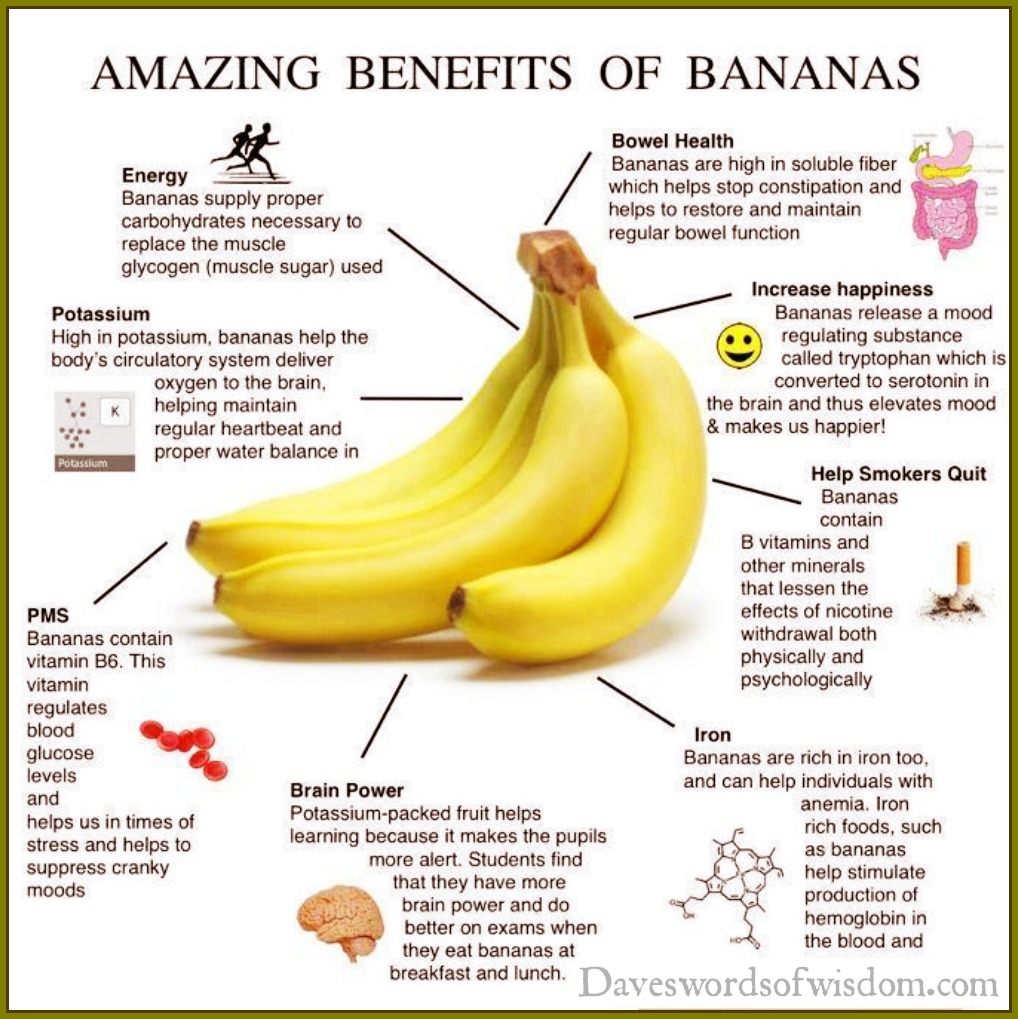 AMAZING BENEFITS OF BANANAS
Energy
Bananas supply proper
carbohydrates necessary to
replace the muscle
glycogen (muscle sugar) used
Bowel Health
Bananas are high in soluble fiber
which helps stop constipation and
helps to restore and maintain
regular bowel function
Potassium
High in potassium, bananas help the
body's circulatory system deliver
oxygen to the brain,
helping maintain
regular heartbeat and
proper water balance in
K
Potassium
Increase happiness
Bananas release a mood
regulating substance
called tryptophan which is
converted to serotonin in
the brain and thus elevates mood
& makes us happier!
Help Smokers Quit
Bananas
contain
B vitamins and
other minerals
that lessen the
effects of nicotine
withdrawal both
physically and
psychologically
PMS
Bananas contain
vitamin B6. This
vitamin
regulates
blood
glucose
levels
and
helps us in times of
stress and helps to
suppress cranky
moods
Brain Power
Potassium-packed fruit helps
learning because it makes the pupils
more alert. Students find
that they have more
brain power and do
better on exams when
they eat bananas at
breakfast and lunch.
Iron
Bananas are rich in iron too,
and can help individuals with
anemia. Iron
rich foods, such
as bananas
help stimulate
production of
hemoglobin in
the blood and
Daveswordsofwisdom.com